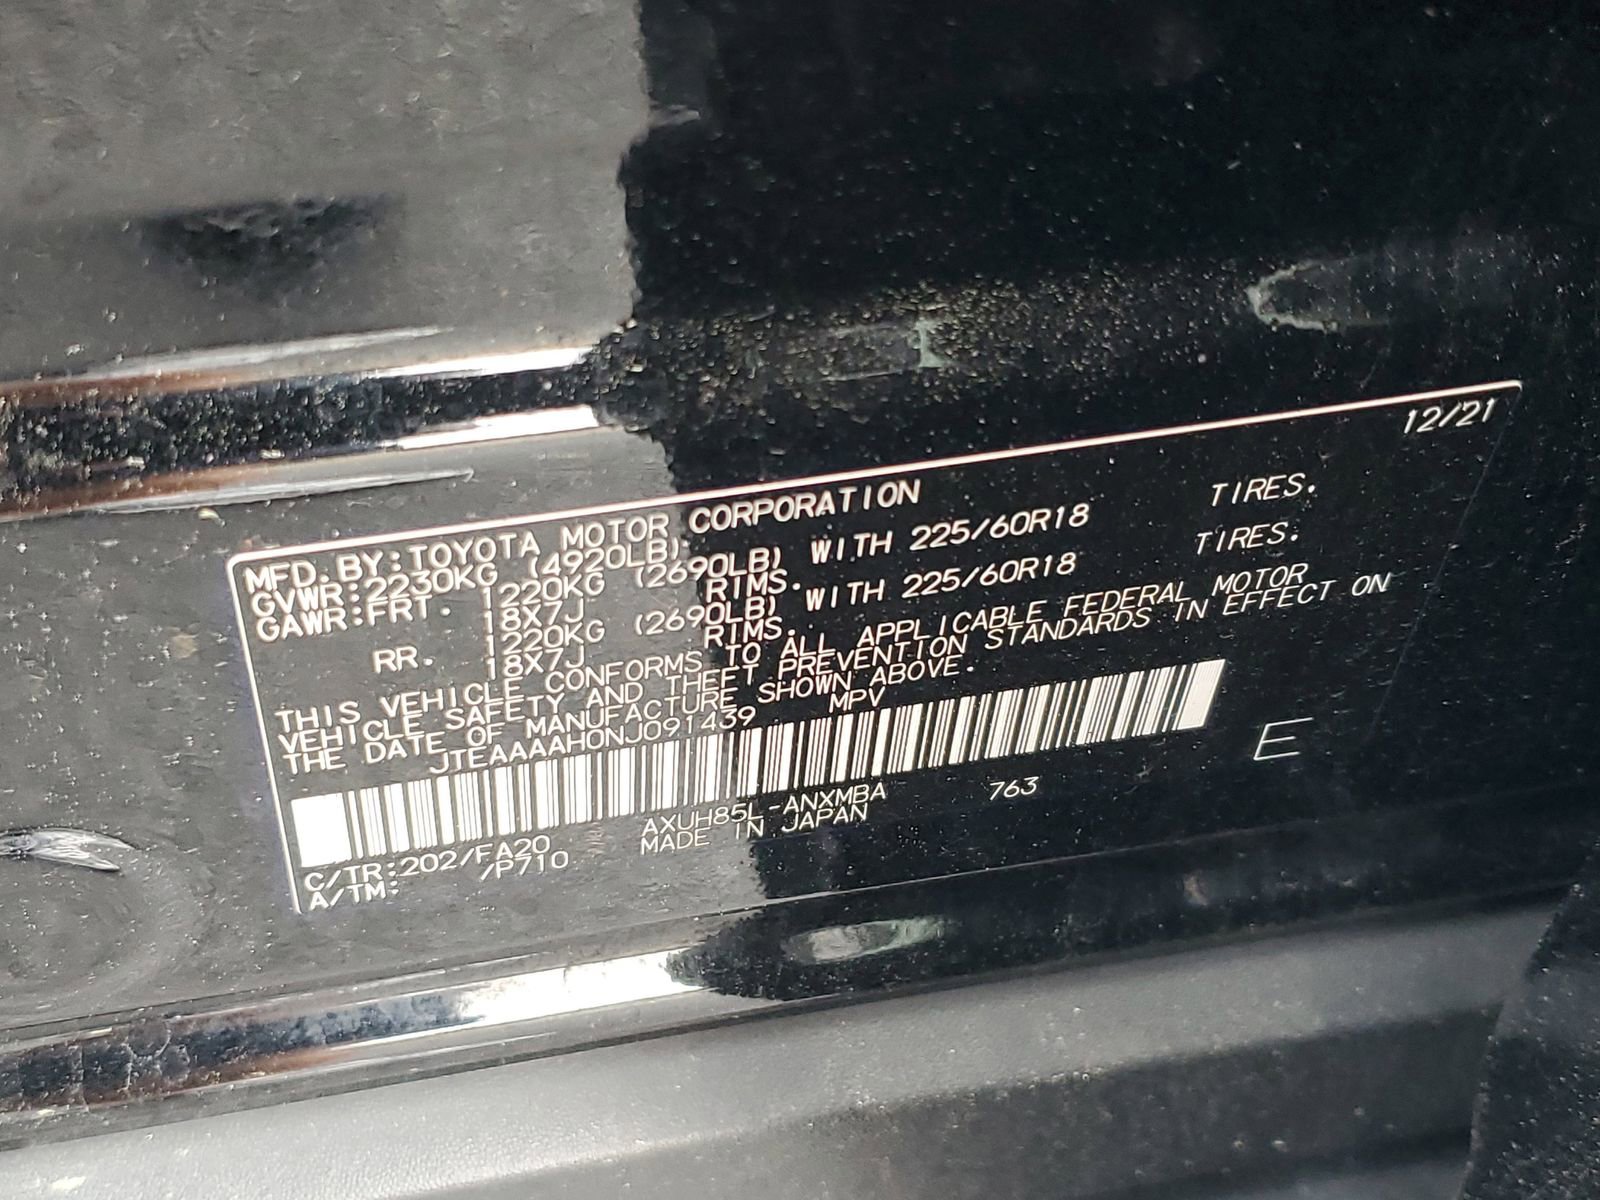 12/21
MFD. BY: TOYOTA MOTOR CORPORATION
GVWR: 2230KG (4920LB)
GAWR: FRT. 1220KG (2690LB) WITH 225/60R18 TIRES.
18X7J RIMS.
RR. 1220KG (2690LB) WITH 225/60R18 TIRES.
18X7J RIMS.
THIS VEHICLE CONFORMS TO ALL APPLICABLE FEDERAL MOTOR
VEHICLE SAFETY AND THEFT PREVENTION STANDARDS IN EFFECT ON
THE DATE OF MANUFACTURE SHOWN ABOVE.
JTEAAAAH0NJ091439 MPV
C/TR: 202/FA20 AXUH85L-ANXMBA 763 E
A/TM: /P710 MADE IN JAPAN